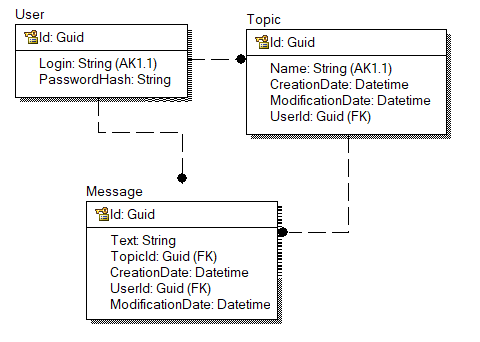 User
Id: Guid
Login: String (AK1.1)
PasswordHash: String
Topic
Id: Guid
Name: String (AK1.1)
CreationDate: Datetime
ModificationDate: Datetime
UserId: Guid (FK)
Message
Id: Guid
Text: String
TopicId: Guid (FK)
CreationDate: Datetime
UserId: Guid (FK)
ModificationDate: Datetime